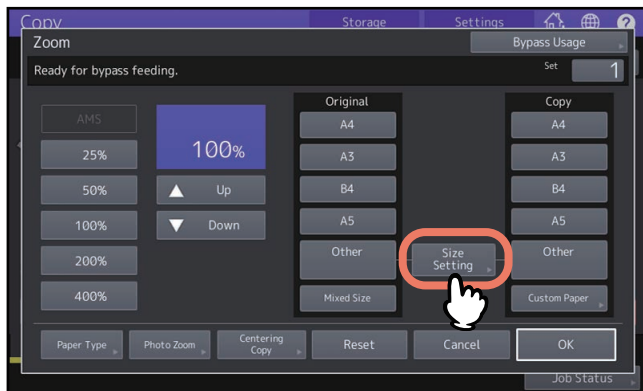 Copy Storage Settings
Zoom Bypass Usage
Ready for bypass feeding. Set 1
Original Copy
AMS A4 A4
25% 100% A3 A3
50% Up B4 B4
100% Down A5 A5
200% Other Size Setting Other
400% Mixed Size Custom Paper
Paper Type Photo Zoom Centering Copy Reset Cancel OK
Job Status